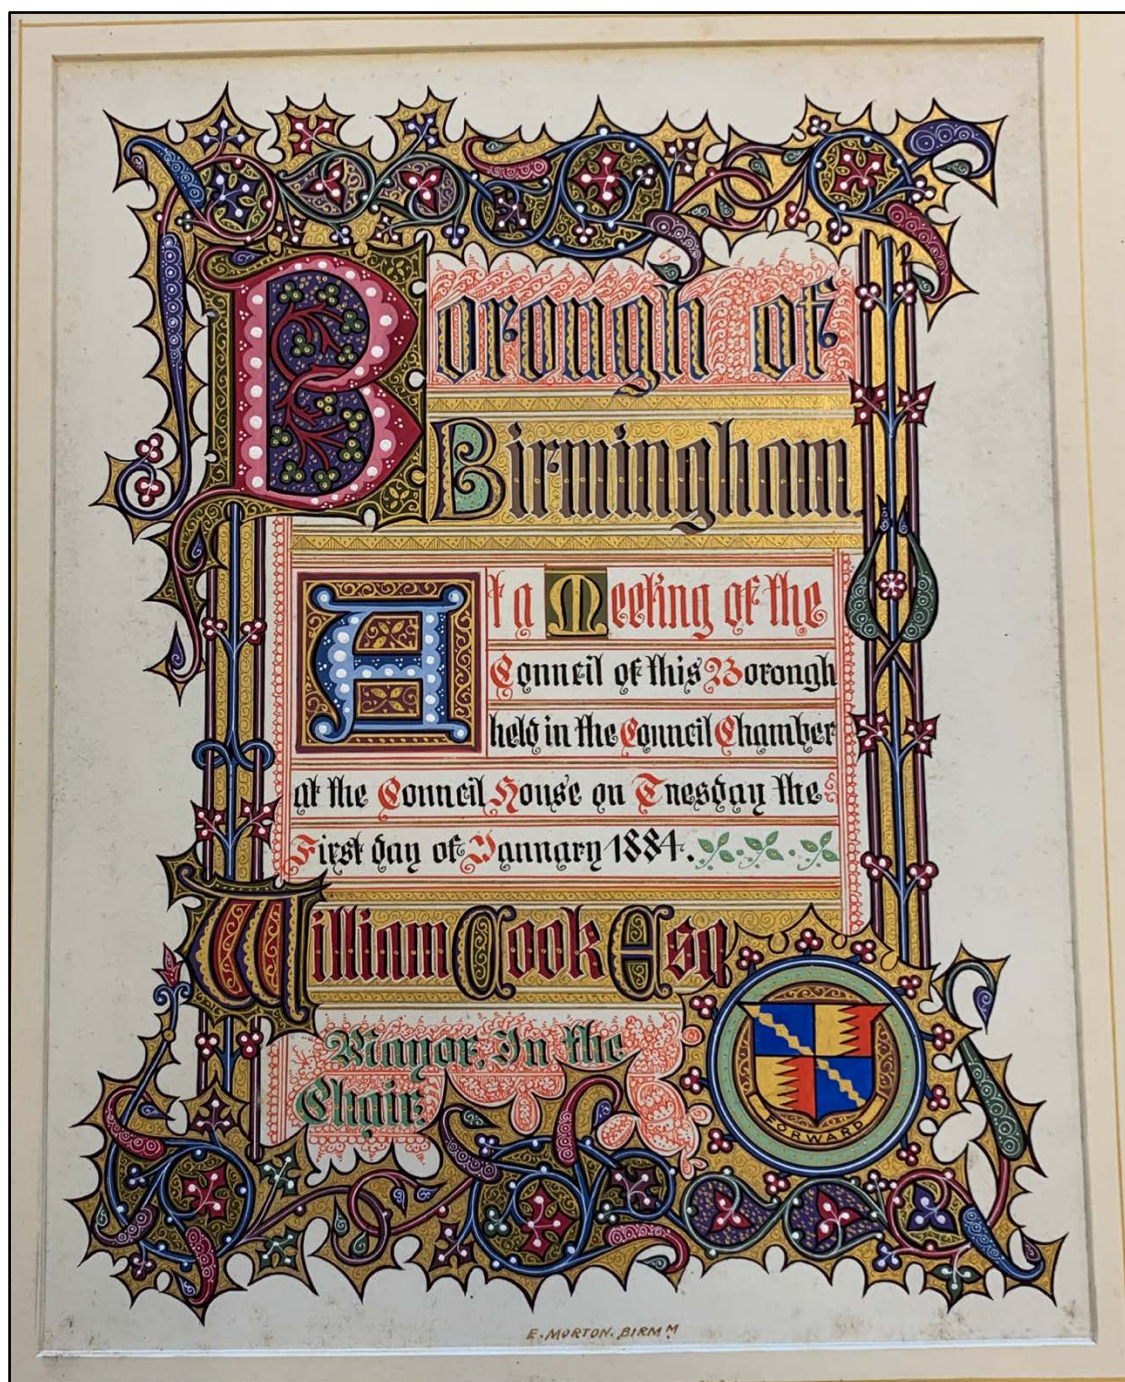 Borough of
Birmingham.
At a Meeting of the
Council of this Borough
held in the Council Chamber
at the Council House on Tuesday the
First day of January 1884.
William Cook Esq
Mayor, In the
Chair.
FORWARD
E. MORTON. BIRMM